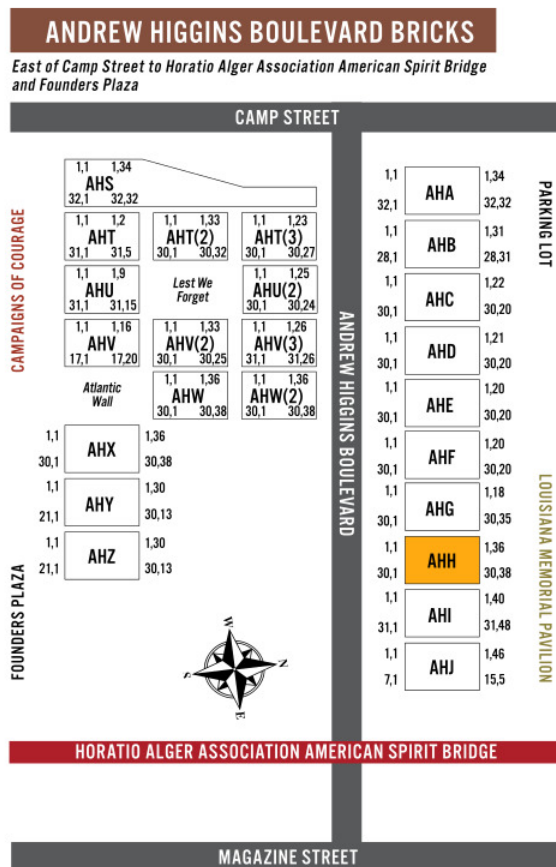 ANDREW HIGGINS BOULEVARD BRICKS
East of Camp Street to Horatio Alger Association American Spirit Bridge
and Founders Plaza
CAMP STREET
1,1 1,34
AHS
32,1 32,32
1,1 1,2
AHT
31,1 31,5
1,1 1,33
AHT(2)
30,1 30,32
1,1 1,23
AHT(3)
30,1 30,27
1,1 1,9
AHU
31,1 31,15
Lest We
Forget
1,1 1,25
AHU(2)
30,1 30,24
1,1 1,16
AHV
17,1 17,20
1,1 1,33
AHV(2)
30,1 30,25
1,1 1,26
AHV(3)
31,1 31,26
Atlantic
Wall
1,1 1,36
AHW
30,1 30,38
1,1 1,36
AHW(2)
30,1 30,38
1,1 1,36
AHX
30,1 30,38
1,1 1,30
AHY
21,1 30,13
1,1 1,30
AHZ
21,1 30,13
CAMPAIGNS OF COURAGE
FOUNDERS PLAZA
W
N
S
E
ANDREW HIGGINS BOULEVARD
1,1 1,34
AHA
32,1 32,32
1,1 1,31
AHB
28,1 28,31
1,1 1,22
AHC
30,1 30,20
1,1 1,21
AHD
30,1 30,20
1,1 1,20
AHE
30,1 30,20
1,1 1,20
AHF
30,1 30,20
1,1 1,18
AHG
30,1 30,35
1,1 1,36
AHH
30,1 30,38
1,1 1,40
AHI
31,1 31,48
1,1 1,46
AHJ
7,1 15,5
PARKING LOT
LOUISIANA MEMORIAL PAVILION
HORATIO ALGER ASSOCIATION AMERICAN SPIRIT BRIDGE
MAGAZINE STREET